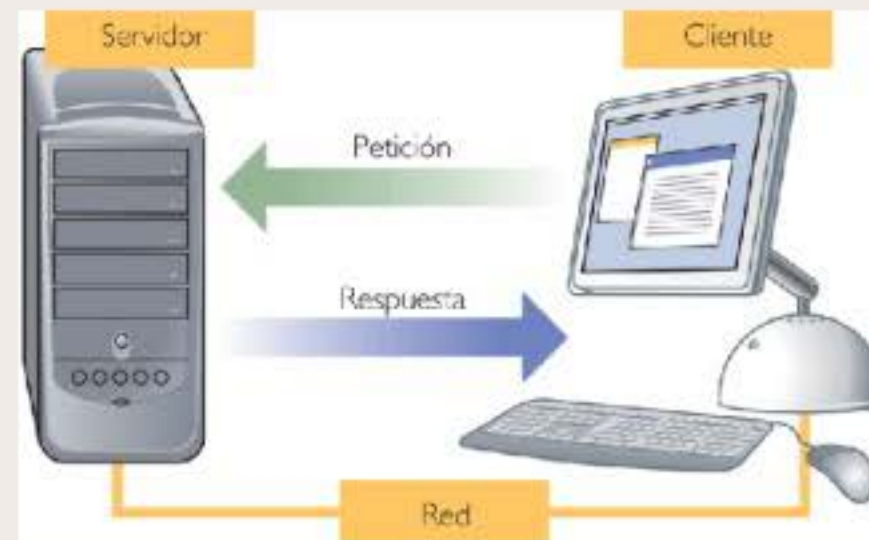 Servidor
Cliente
Petición
Respuesta
Red